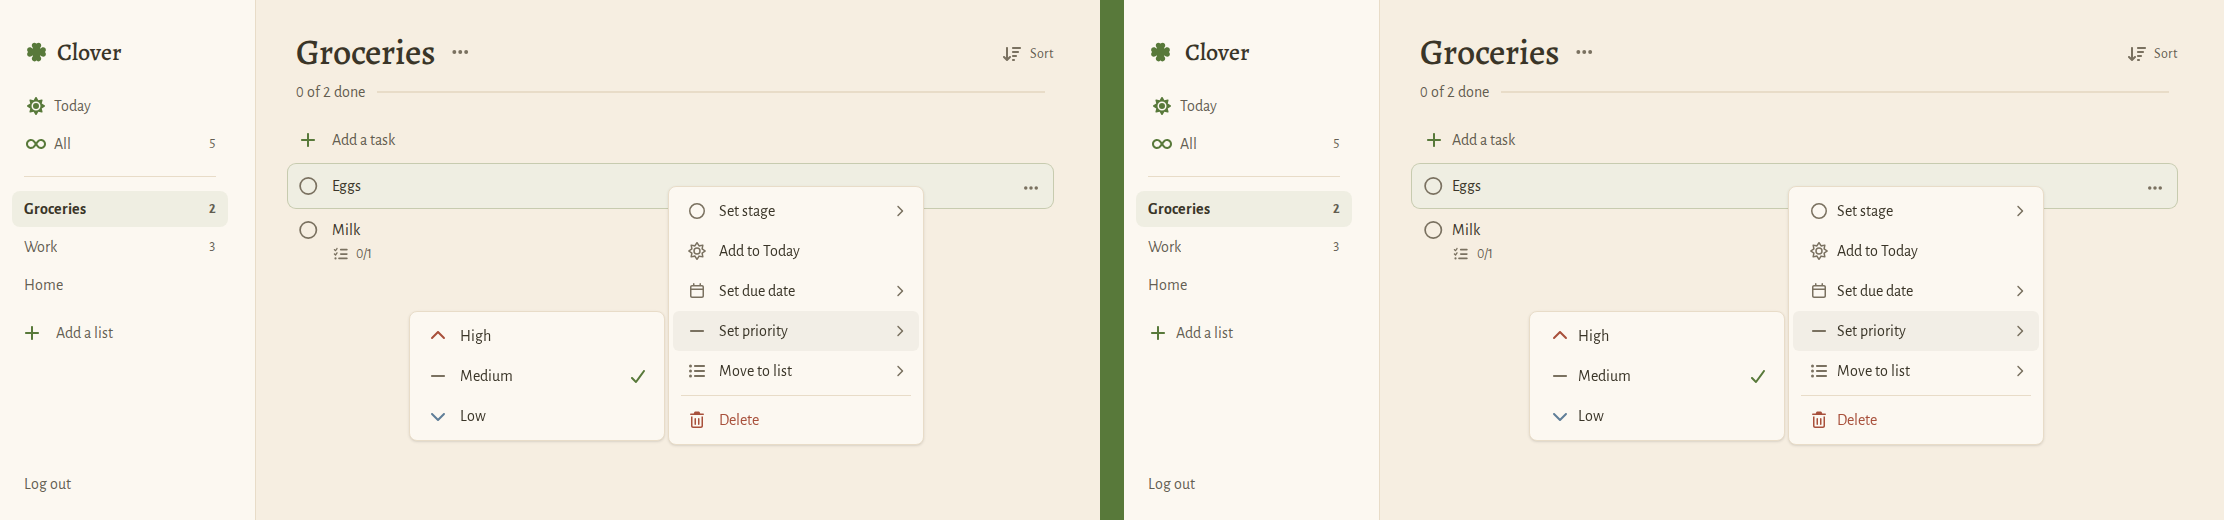 Clover
Today
All 5
Groceries 2
Work 3
Home
Add a list
Log out
Groceries
Sort
0 of 2 done
Add a task
Eggs
Milk
0/1
Set stage
Add to Today
Set due date
Set priority
Move to list
Delete
High
Medium
Low
Clover
Today
All 5
Groceries 2
Work 3
Home
Add a list
Log out
Groceries
Sort
0 of 2 done
Add a task
Eggs
Milk
0/1
Set stage
Add to Today
Set due date
Set priority
Move to list
Delete
High
Medium
Low